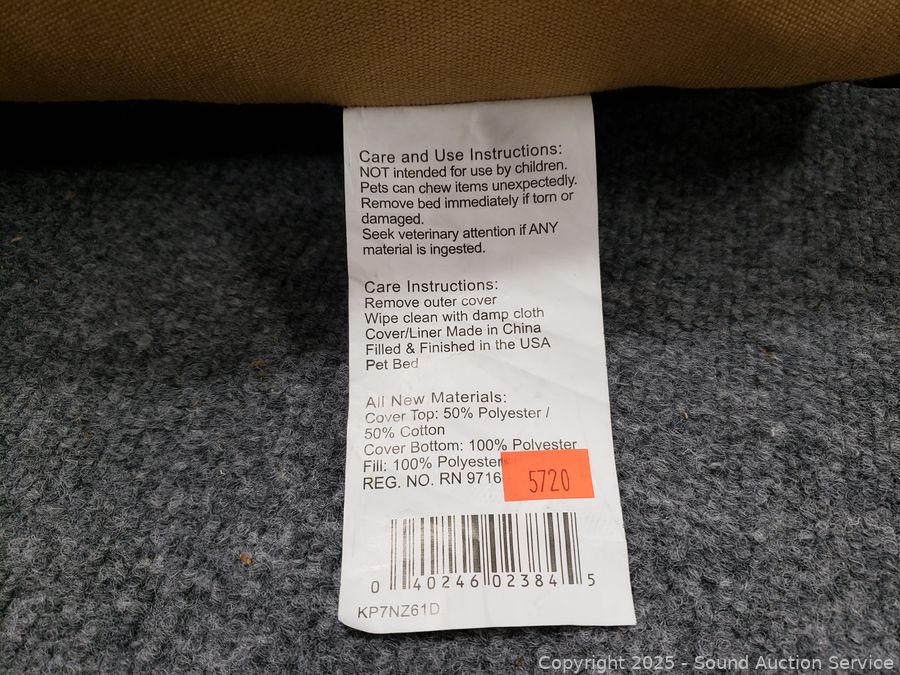 Care and Use Instructions:
NOT intended for use by children.
Pets can chew items unexpectedly.
Remove bed immediately if torn or
damaged.
Seek veterinary attention if ANY
material is ingested.
Care Instructions:
Remove outer cover
Wipe clean with damp cloth
Cover/Liner Made in China
Filled & Finished in the USA
Pet Bed
All New Materials:
Cover Top: 50% Polyester /
50% Cotton
Cover Bottom: 100% Polyester
Fill: 100% Polyester
REG. NO. RN 9716
5720
0 40246 02384 5
KP7NZ61D
Copyright 2025 - Sound Auction Service